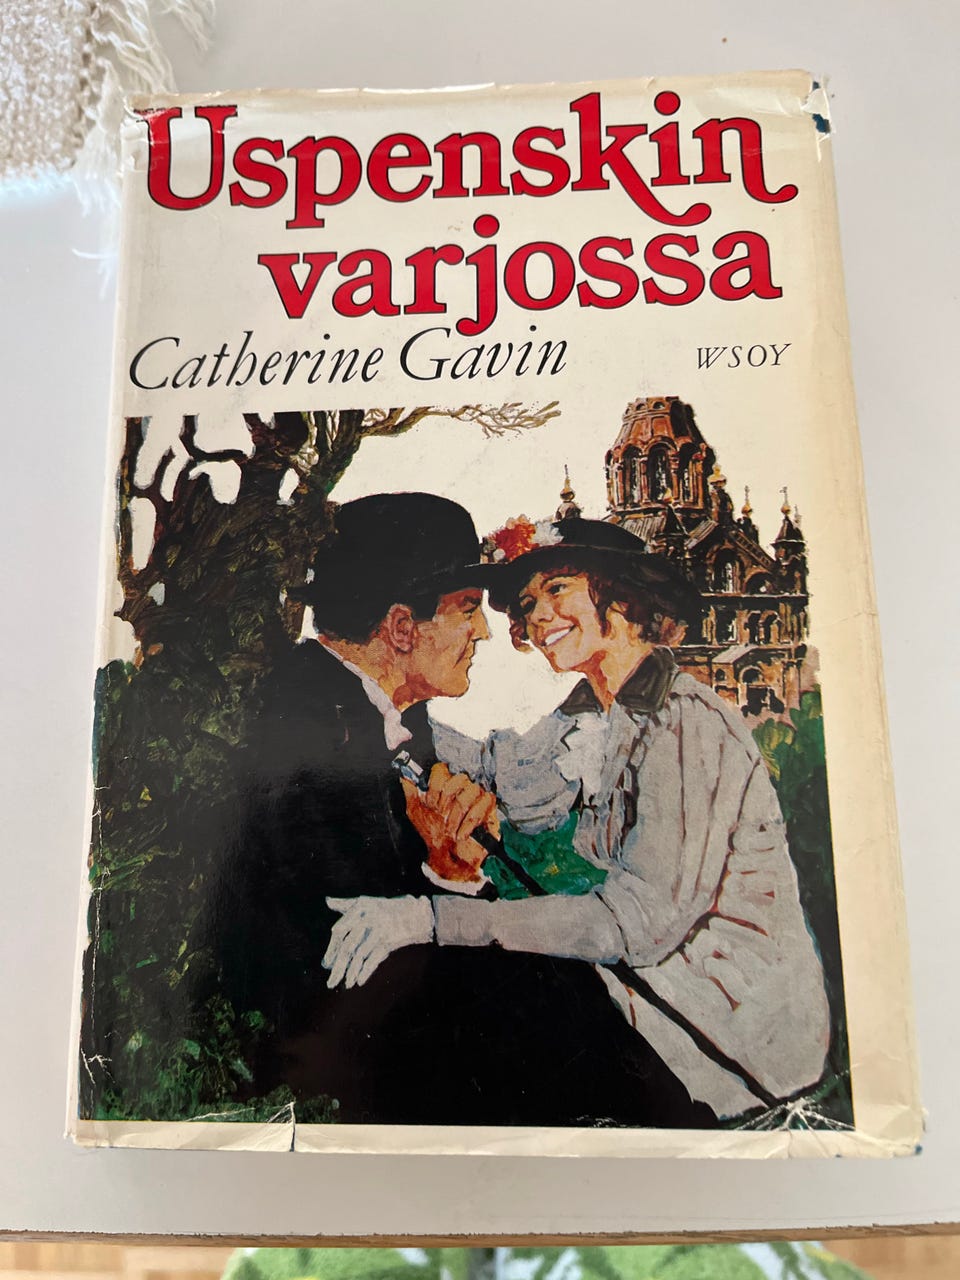 Uspenskin
varjossa
Catherine Gavin
WSOY